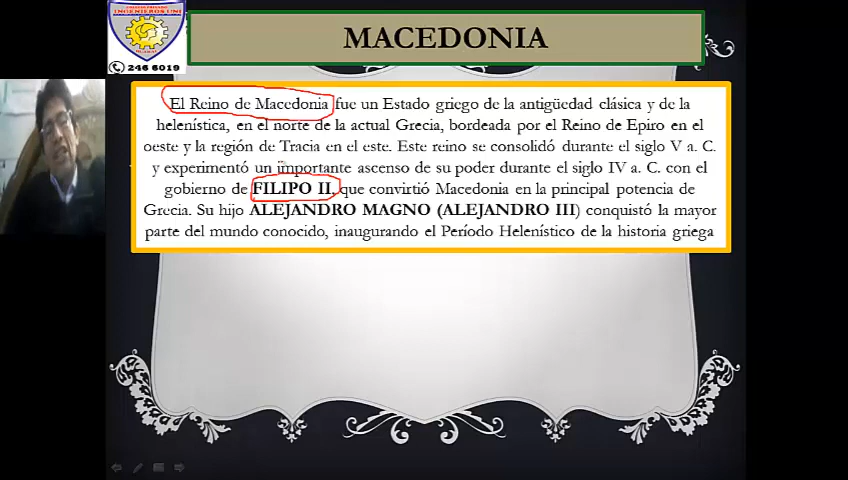 INGENIEROS UNI
246 6019
MACEDONIA
El Reino de Macedonia fue un Estado griego de la antigüedad clásica y de la
helenística, en el norte de la actual Grecia, bordeada por el Reino de Epiro en el
oeste y la región de Tracia en el este. Este reino se consolidó durante el siglo V a. C.
y experimentó un importante ascenso de su poder durante el siglo IV a. C. con el
gobierno de FILIPO II, que convirtió Macedonia en la principal potencia de
Grecia. Su hijo ALEJANDRO MAGNO (ALEJANDRO III) conquistó la mayor
parte del mundo conocido, inaugurando el Período Helenístico de la historia griega